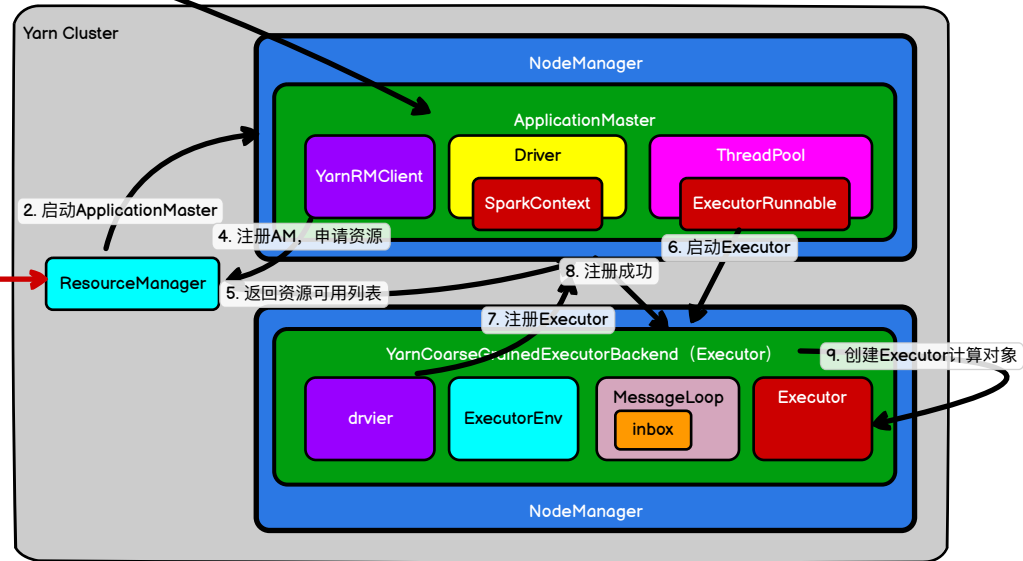 Yarn Cluster
NodeManager
ApplicationMaster
YarnRMClient
Driver
SparkContext
ThreadPool
ExecutorRunnable
2. 启动ApplicationMaster
4. 注册AM，申请资源
6. 启动Executor
ResourceManager
5. 返回资源可用列表
8. 注册成功
7. 注册Executor
YarnCoarseGrainedExecutorBackend（Executor）
9. 创建Executor计算对象
drvier
ExecutorEnv
MessageLoop
inbox
Executor
NodeManager